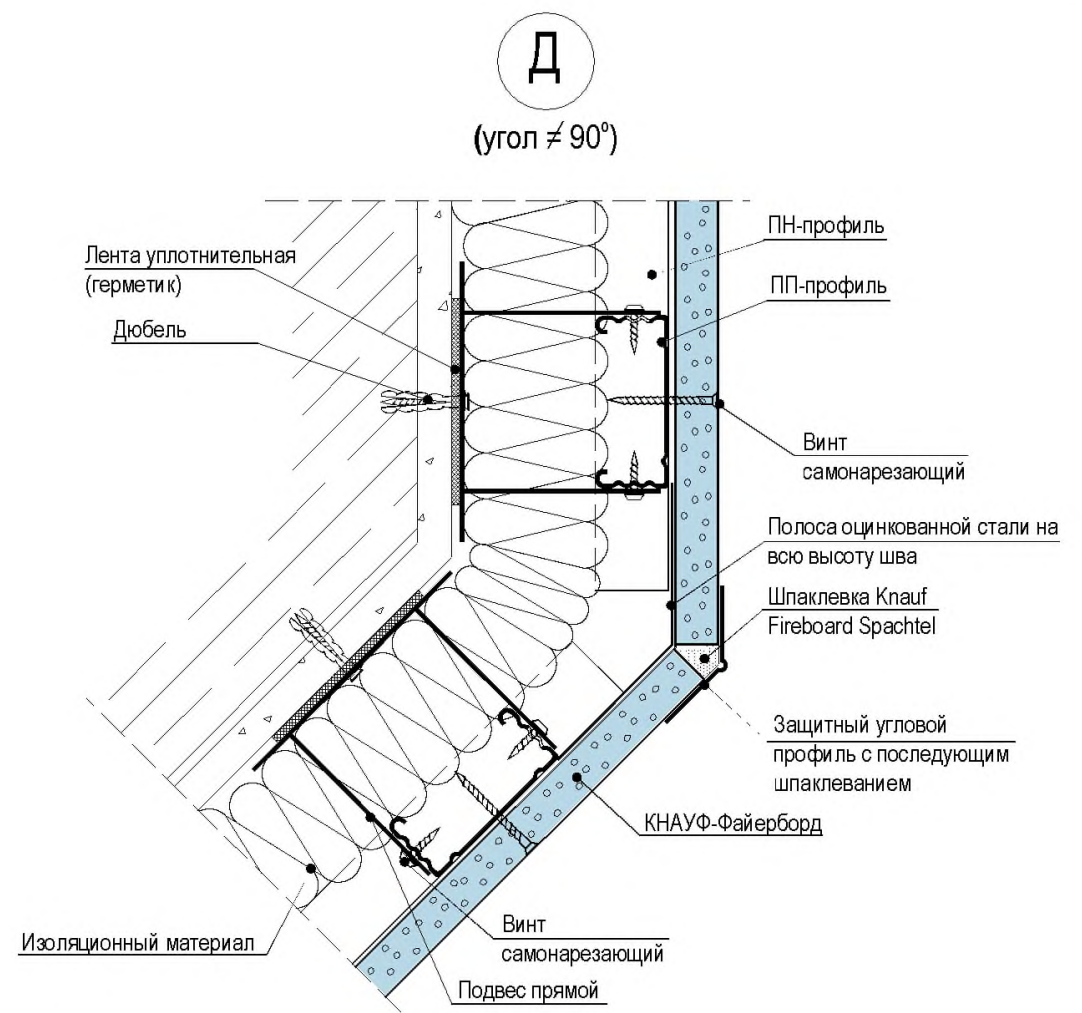 Д
(угол ≠ 90°)
ПН-профиль
Лента уплотнительная
(герметик)
ПП-профиль
Дюбель
Винт
самонарезающий
Полоса оцинкованной стали на
всю высоту шва
Шпаклевка Knauf
Fireboard Spachtel
Защитный угловой
профиль с последующим
шпаклеванием
КНАУФ-Файерборд
Изоляционный материал
Винт
самонарезающий
Подвес прямой